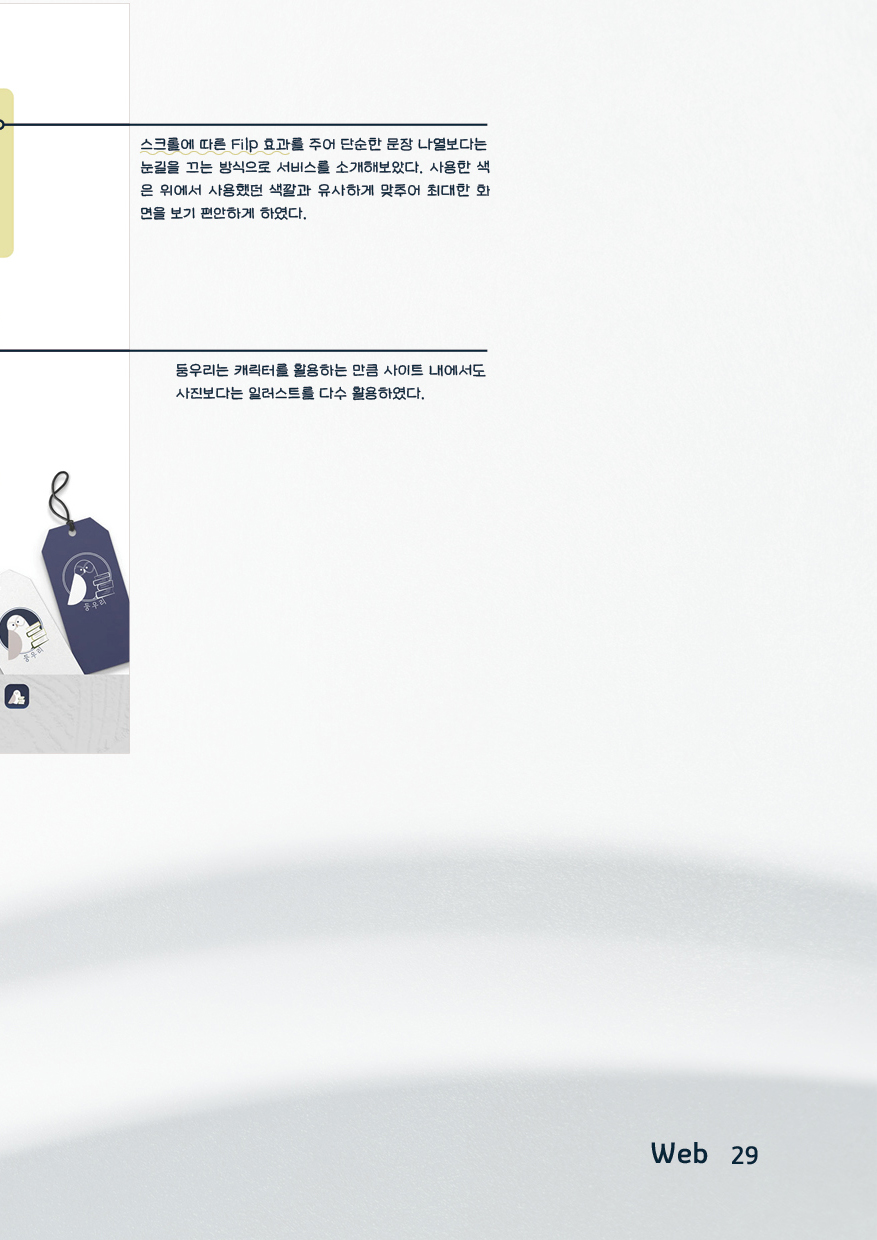 스크롤에 따른 Filp 효과를 주어 단순한 문장 나열보다는
눈길을 끄는 방식으로 서비스를 소개해보았다. 사용한 색
은 위에서 사용했던 색깔과 유사하게 맞추어 최대한 화
면을 보기 편안하게 하였다.
둥우리는 캐릭터를 활용하는 만큼 사이트 내에서도
사진보다는 일러스트를 다수 활용하였다.
둥우리
둥우리
Web 29